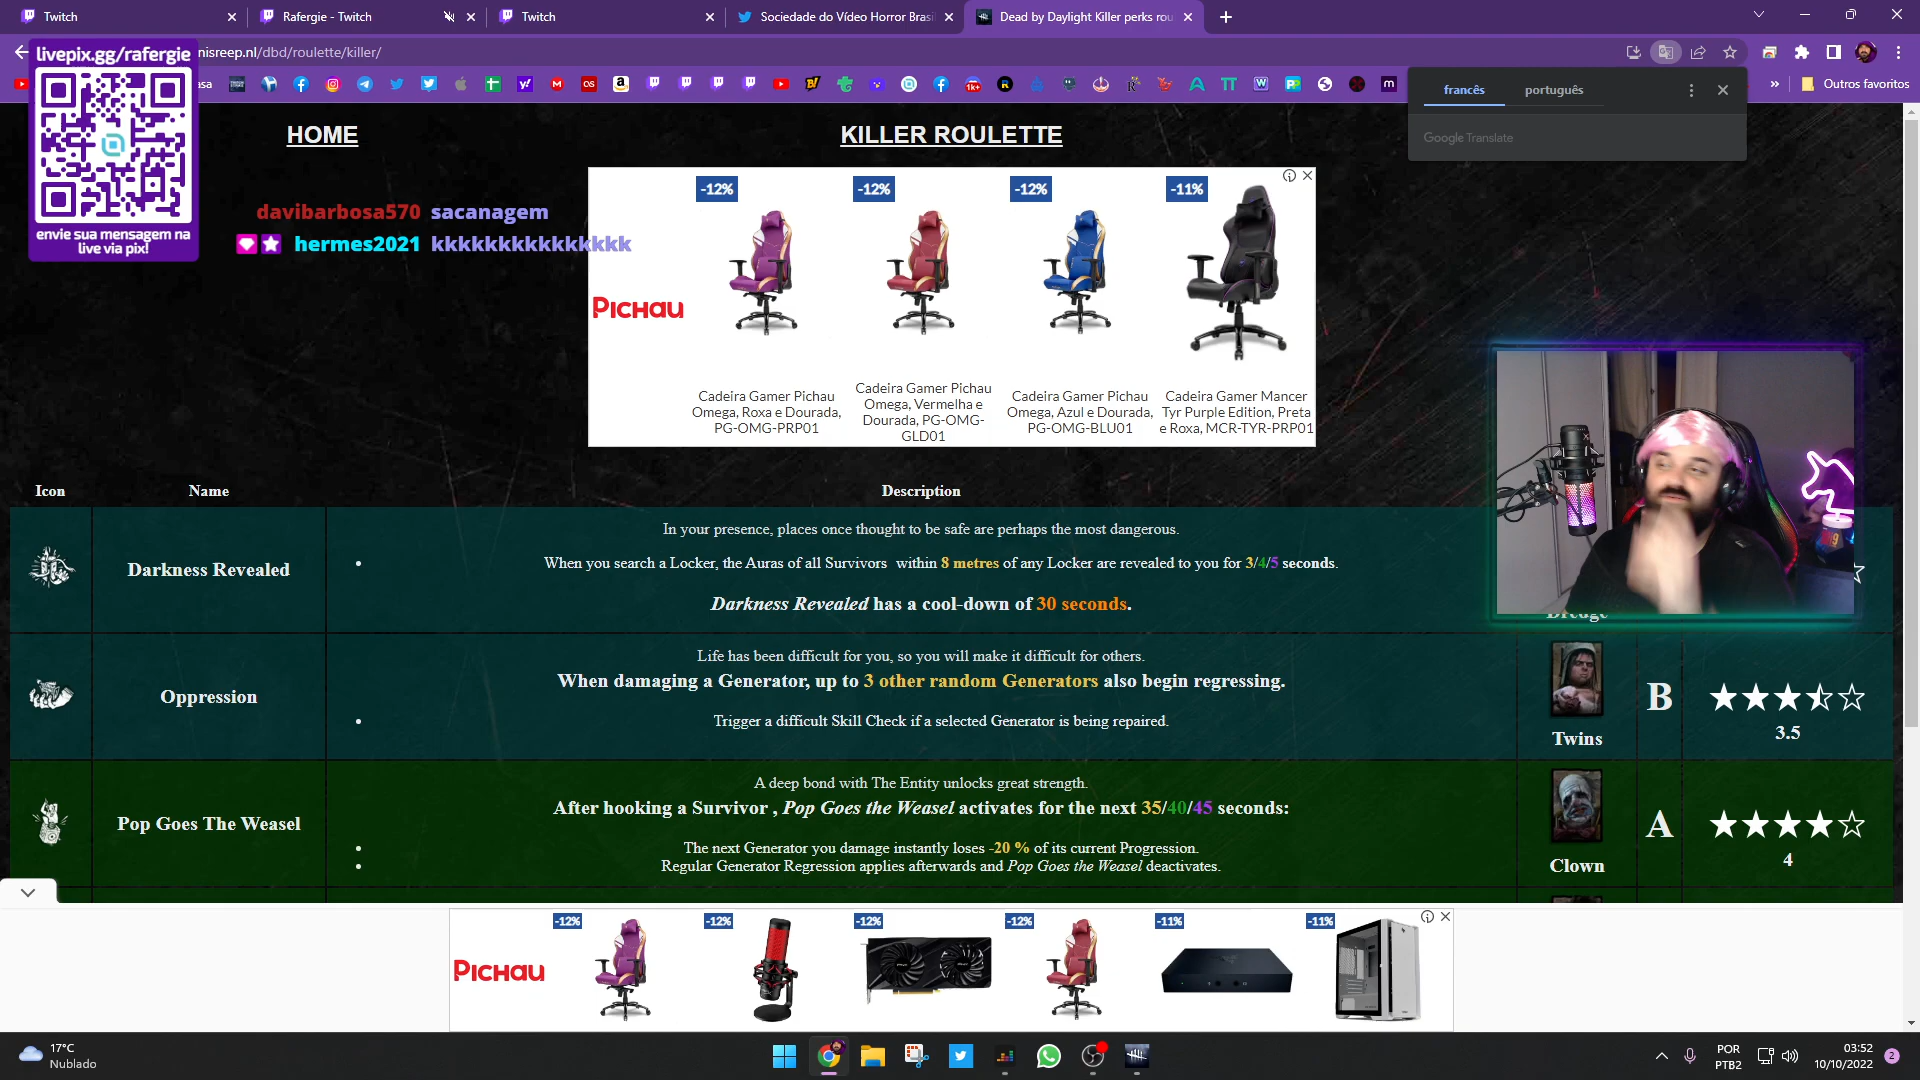 Twitch
Rafergie - Twitch
Twitch
Sociedade do Vídeo Horror Brasil
Dead by Daylight Killer perks rou
nisreep.nl/dbd/roulette/killer/
asa
Outros favoritos
livepix.gg/rafergie
envie sua mensagem na
live via pix!
francês
português
Google Translate
HOME
KILLER ROULETTE
davibarbosa570 sacanagem
hermes2021 kkkkkkkkkkkkkkk
-12%
-12%
-12%
-11%
PICHAU
Cadeira Gamer Pichau
Omega, Roxa e Dourada,
PG-OMG-PRP01
Cadeira Gamer Pichau
Omega, Vermelha e
Dourada, PG-OMG-
GLD01
Cadeira Gamer Pichau
Omega, Azul e Dourada,
PG-OMG-BLU01
Cadeira Gamer Mancer
Tyr Purple Edition, Preta
e Roxa, MCR-TYR-PRP01
Icon
Name
Description
Darkness Revealed
In your presence, places once thought to be safe are perhaps the most dangerous.
When you search a Locker, the Auras of all Survivors within 8 metres of any Locker are revealed to you for 3/4/5 seconds.
Darkness Revealed has a cool-down of 30 seconds.
Dredge
Oppression
Life has been difficult for you, so you will make it difficult for others.
When damaging a Generator, up to 3 other random Generators also begin regressing.
Trigger a difficult Skill Check if a selected Generator is being repaired.
Twins
B
3.5
Pop Goes The Weasel
A deep bond with The Entity unlocks great strength.
After hooking a Survivor , Pop Goes the Weasel activates for the next 35/40/45 seconds:
The next Generator you damage instantly loses -20 % of its current Progression.
Regular Generator Regression applies afterwards and Pop Goes the Weasel deactivates.
Clown
A
4
PICHAU
-12%
-12%
-12%
-12%
-11%
-11%
17°C
Nublado
POR
PTB2
03:52
10/10/2022
2